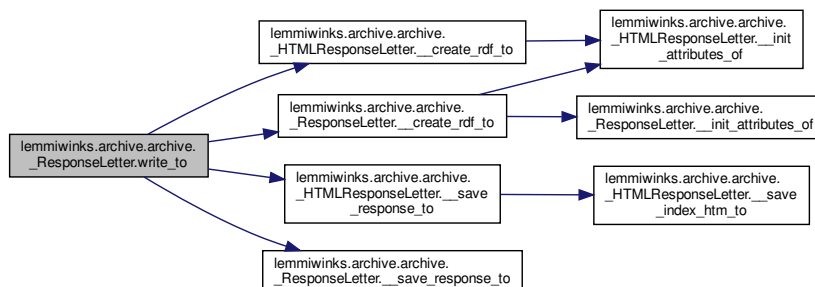 lemmiwinks.archive.archive.
_HTMLResponseLetter.__create_rdf_to
lemmiwinks.archive.archive.
_HTMLResponseLetter.__init
_attributes_of
lemmiwinks.archive.archive.
_ResponseLetter.__create_rdf_to
lemmiwinks.archive.archive.
_ResponseLetter.__init_attributes_of
lemmiwinks.archive.archive.
_ResponseLetter.write_to
lemmiwinks.archive.archive.
_HTMLResponseLetter.__save
_response_to
lemmiwinks.archive.archive.
_HTMLResponseLetter.__save
_index_htm_to
lemmiwinks.archive.archive.
_ResponseLetter.__save_response_to